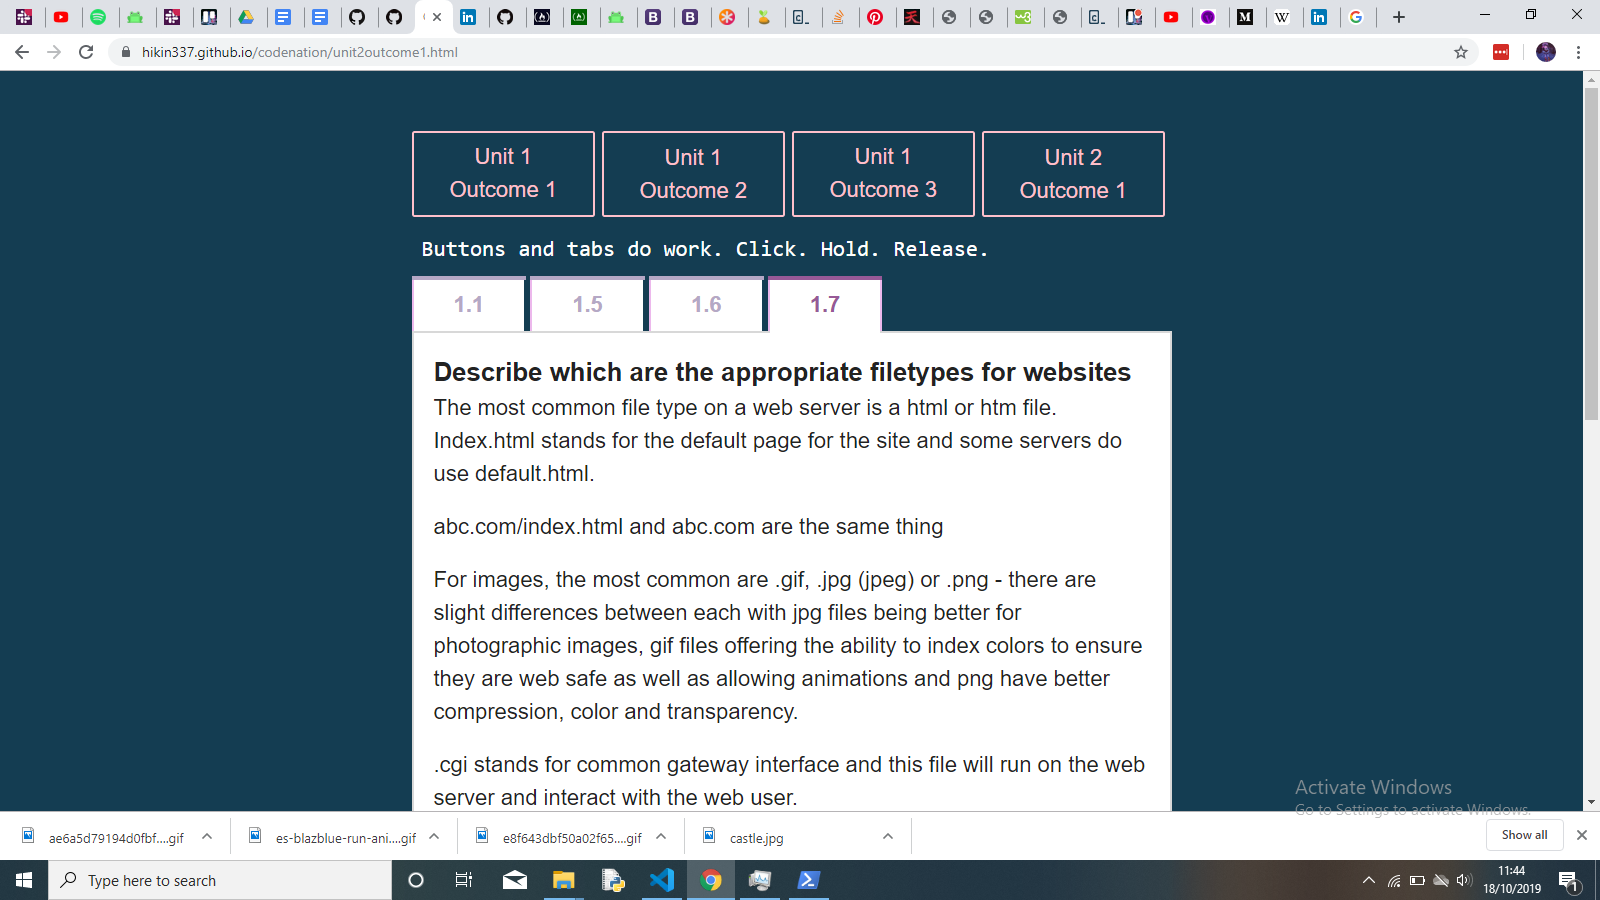 hikin337.github.io/codenation/unit2outcome1.html
Unit 1
Outcome 1
Unit 1
Outcome 2
Unit 1
Outcome 3
Unit 2
Outcome 1
Buttons and tabs do work. Click. Hold. Release.
1.1
1.5
1.6
1.7
Describe which are the appropriate filetypes for websites
The most common file type on a web server is a html or htm file.
Index.html stands for the default page for the site and some servers do
use default.html.
abc.com/index.html and abc.com are the same thing
For images, the most common are .gif, .jpg (jpeg) or .png - there are
slight differences between each with jpg files being better for
photographic images, gif files offering the ability to index colors to ensure
they are web safe as well as allowing animations and png have better
compression, color and transparency.
.cgi stands for common gateway interface and this file will run on the web
server and interact with the web user.
Activate Windows
Go to Settings to activate Windows.
ae6a5d79194d0fbf....gif
es-blazblue-run-ani....gif
e8f643dbf50a02f65....gif
castle.jpg
Show all
Type here to search
11:44
18/10/2019
1